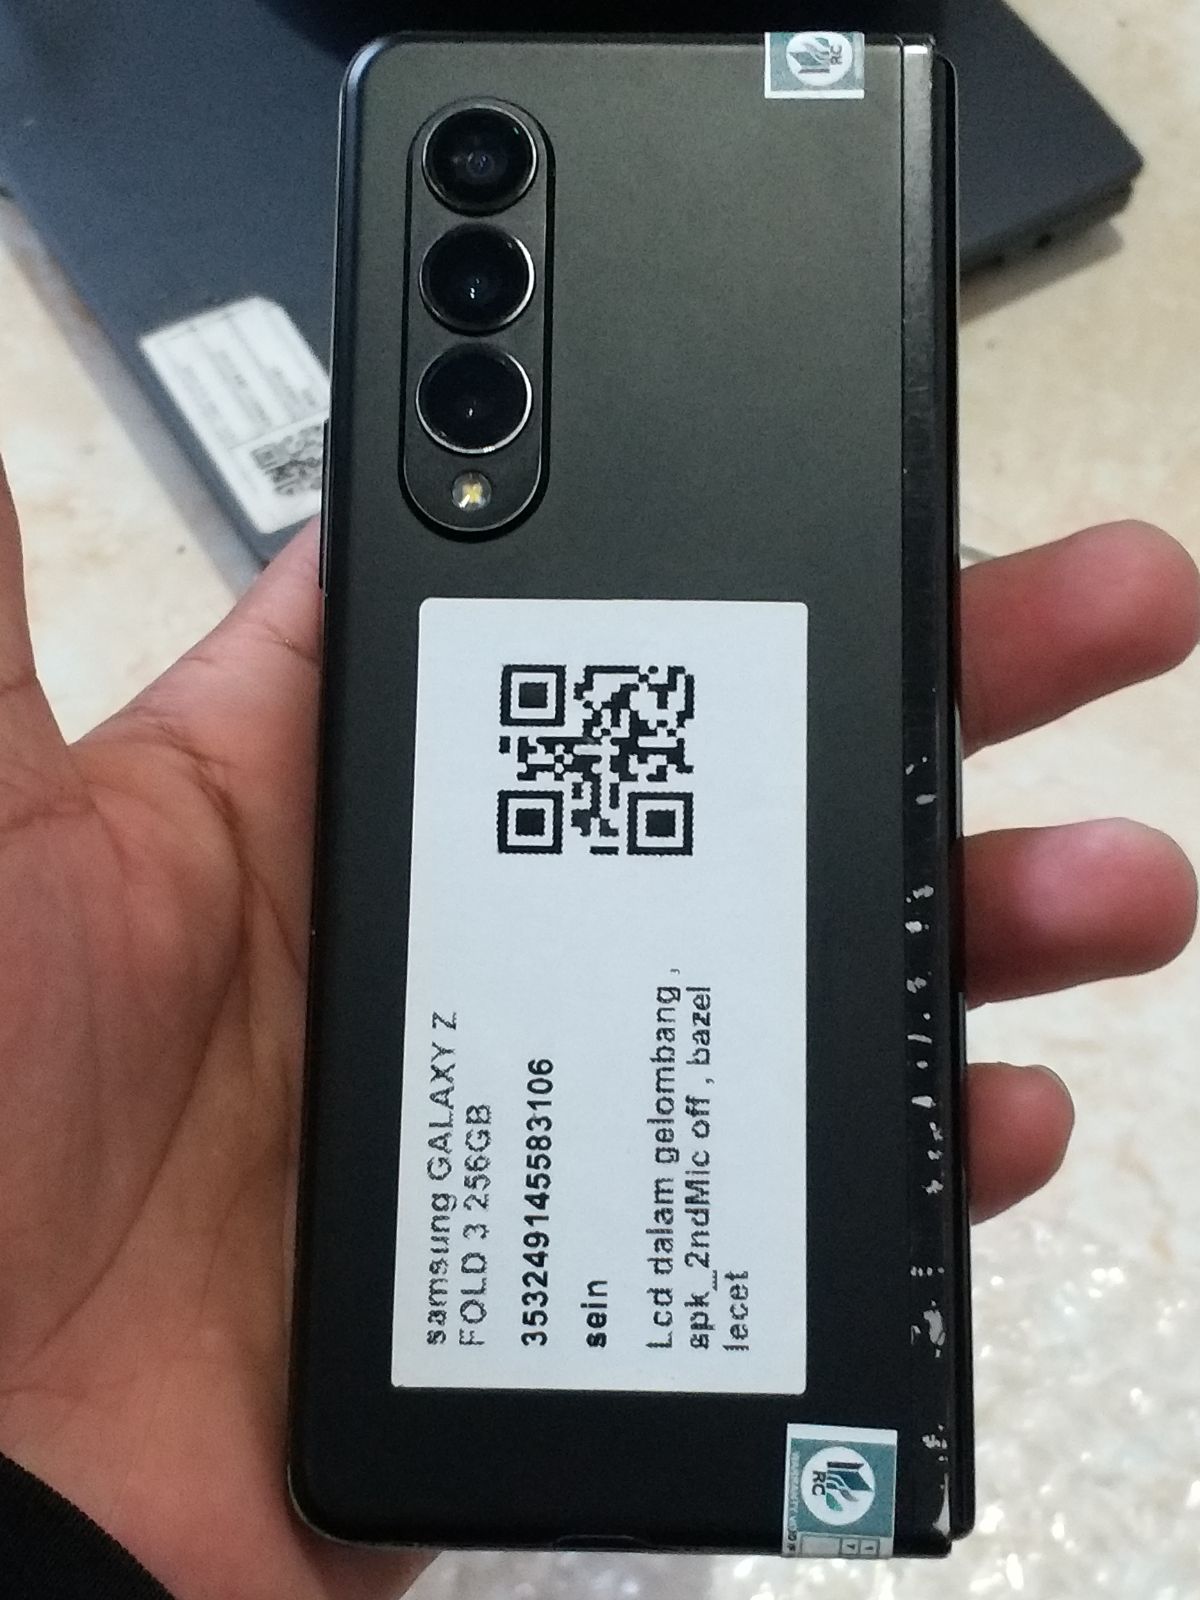 samsung GALAXY Z
FOLD 3 256GB
353249145583106
sein
Lcd dalam gelombang ,
spk_2ndMic off , bazel
lecet
RC
RC